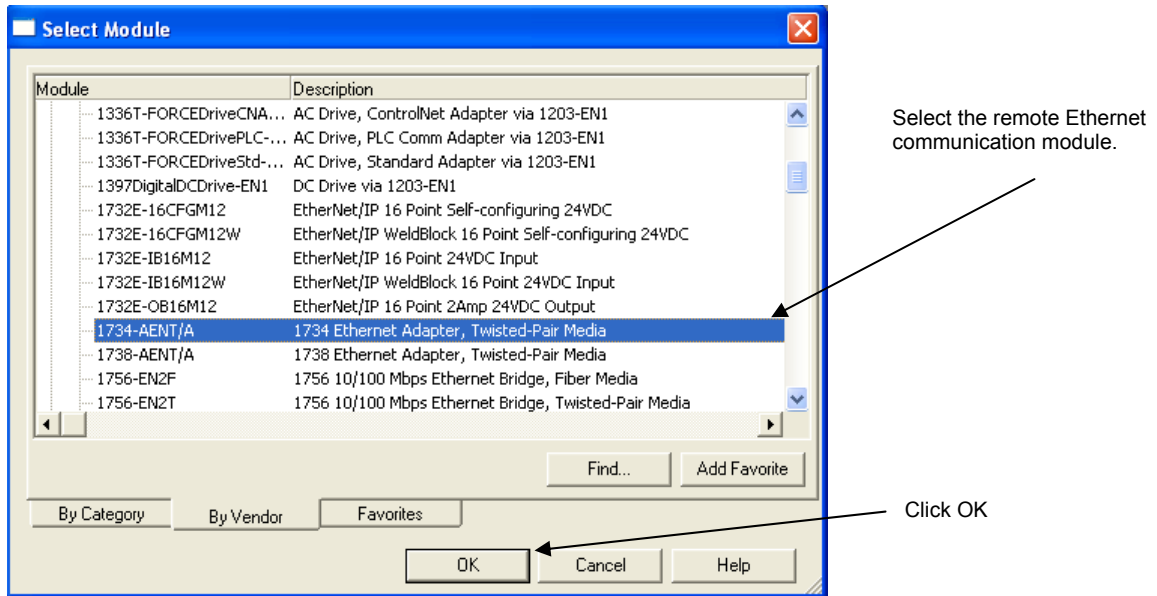 Select Module
Module Description
1336T-FORCEDriveCNA... AC Drive, ControlNet Adapter via 1203-EN1
1336T-FORCEDrivePLC-... AC Drive, PLC Comm Adapter via 1203-EN1
1336T-FORCEDriveStd-... AC Drive, Standard Adapter via 1203-EN1
1397DigitalDCDrive-EN1 DC Drive via 1203-EN1
1732E-16CFGM12 EtherNet/IP 16 Point Self-configuring 24VDC
1732E-16CFGM12W EtherNet/IP WeldBlock 16 Point Self-configuring 24VDC
1732E-IB16M12 EtherNet/IP 16 Point 24VDC Input
1732E-IB16M12W EtherNet/IP WeldBlock 16 Point 24VDC Input
1732E-OB16M12 EtherNet/IP 16 Point 2Amp 24VDC Output
1734-AENT/A 1734 Ethernet Adapter, Twisted-Pair Media
1738-AENT/A 1738 Ethernet Adapter, Twisted-Pair Media
1756-EN2F 1756 10/100 Mbps Ethernet Bridge, Fiber Media
1756-EN2T 1756 10/100 Mbps Ethernet Bridge, Twisted-Pair Media
Find... Add Favorite
By Category By Vendor Favorites
OK Cancel Help
Select the remote Ethernet
communication module.
Click OK